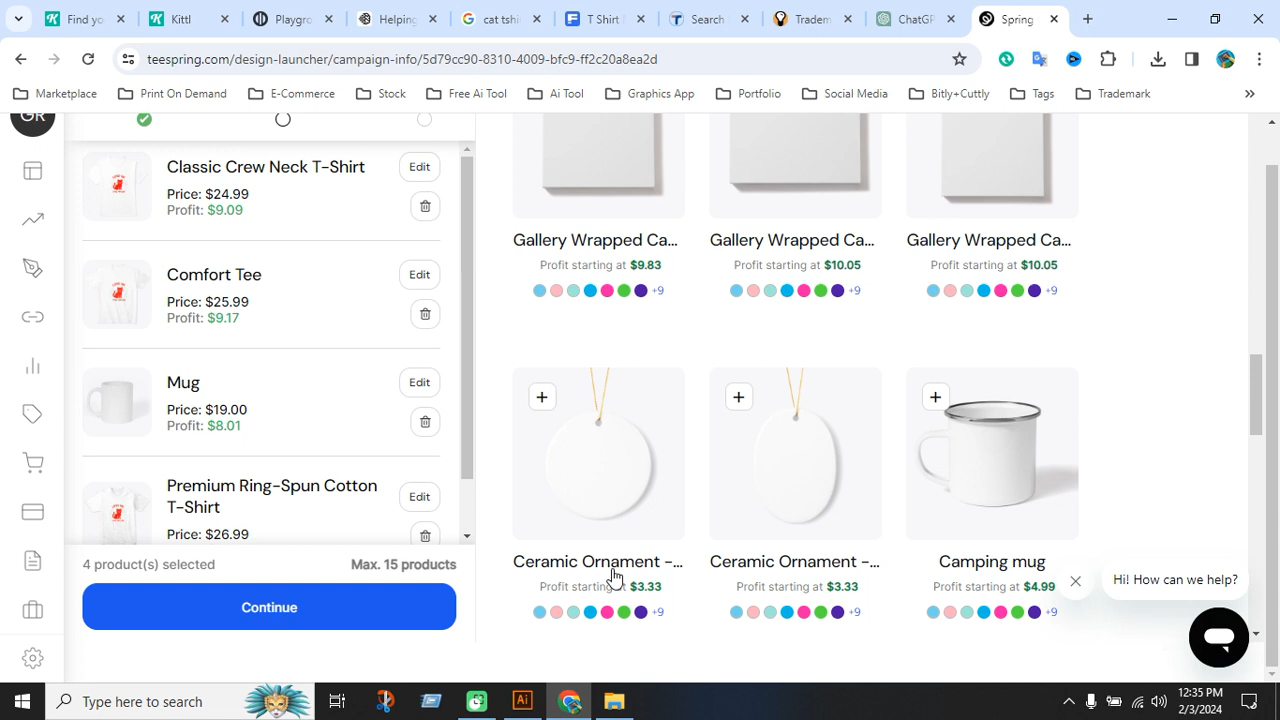 Find yo
Kittl
Playgro
Helping
cat tshi
T Shirt
Search
Tradem
ChatGP
Spring
teespring.com/design-launcher/campaign-info/5d79cc90-8310-4009-bfc9-ff2c20a8ea2d
Marketplace
Print On Demand
E-Commerce
Stock
Free Ai Tool
Ai Tool
Graphics App
Portfolio
Social Media
Bitly+Cuttly
Tags
Trademark
GR
Classic Crew Neck T-Shirt
Edit
Price: $24.99
Profit: $9.09
Comfort Tee
Edit
Price: $25.99
Profit: $9.17
Mug
Edit
Price: $19.00
Profit: $8.01
Premium Ring-Spun Cotton
T-Shirt
Edit
Price: $26.99
4 product(s) selected
Max. 15 products
Continue
Gallery Wrapped Ca...
Profit starting at $9.83
+9
Gallery Wrapped Ca...
Profit starting at $10.05
+9
Gallery Wrapped Ca...
Profit starting at $10.05
+9
Ceramic Ornament -...
Profit starting at $3.33
+9
Ceramic Ornament -...
Profit starting at $3.33
+9
Camping mug
Profit starting at $4.99
+9
Hi! How can we help?
Type here to search
Ai
12:35 PM
2/3/2024